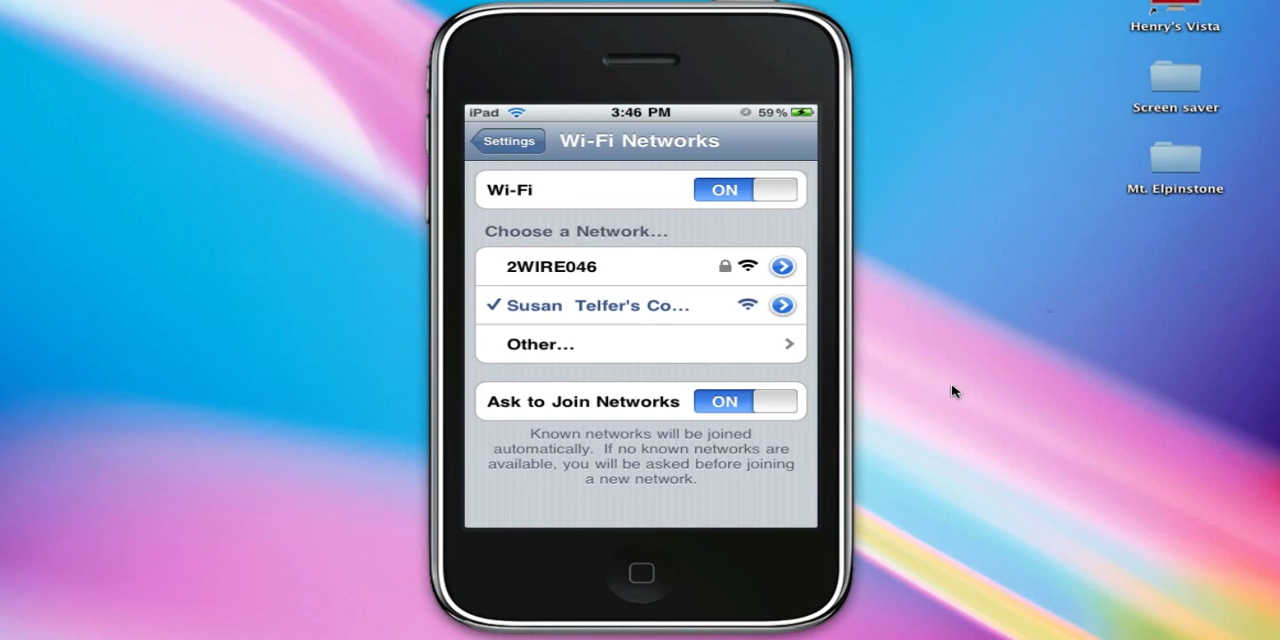 Henry's Vista
Screen saver
Mt. Elpinstone
iPad 3:46 PM 59%
Settings Wi-Fi Networks
Wi-Fi ON
Choose a Network...
2WIRE046
Susan Telfer's Co...
Other...
Ask to Join Networks ON
Known networks will be joined
automatically. If no known networks are
available, you will be asked before joining
a new network.